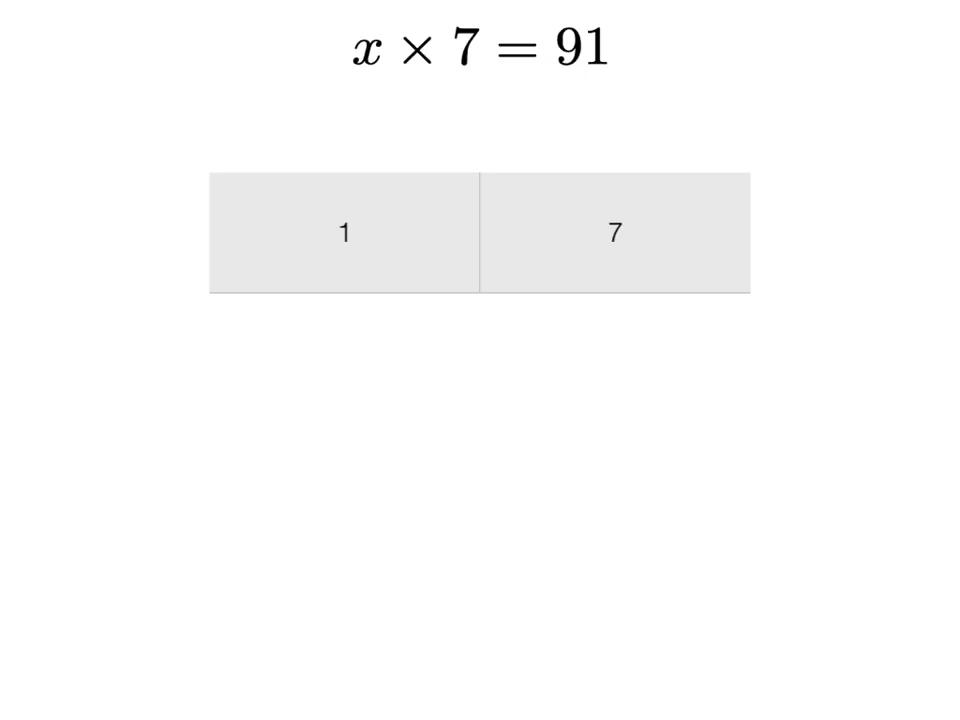 x × 7 = 91
1 7